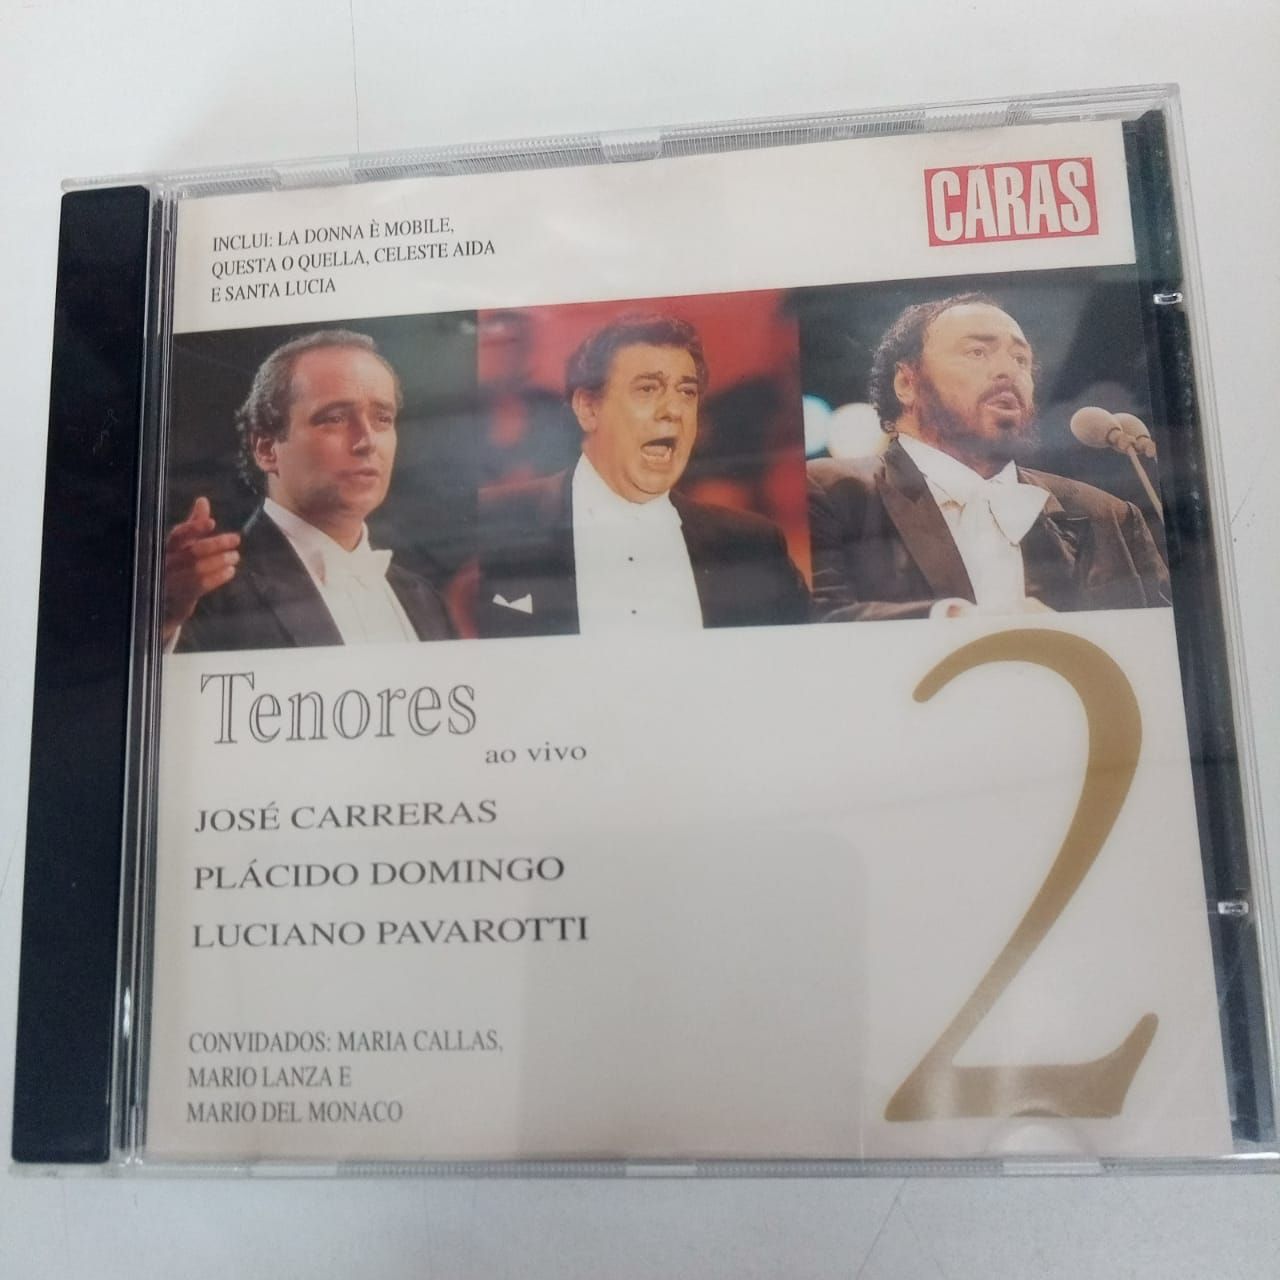 INCLUI: LA DONNA È MOBILE,
QUESTA O QUELLA, CELESTE AIDA
E SANTA LUCIA
CARAS
Tenores
ao vivo
JOSÉ CARRERAS
PLÁCIDO DOMINGO
LUCIANO PAVAROTTI
2
CONVIDADOS: MARIA CALLAS,
MARIO LANZA E
MARIO DEL MONACO